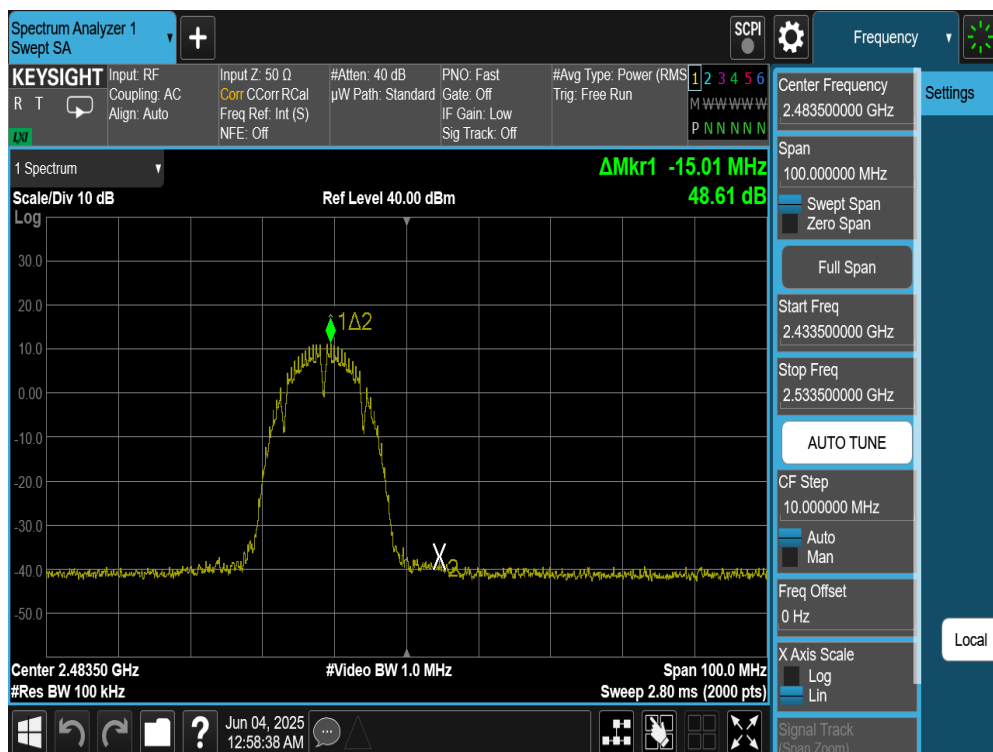 Spectrum Analyzer 1
Swept SA
+
SCPI
Frequency
KEYSIGHT
R T
LXI
Input: RF
Coupling: AC
Align: Auto
Input Z: 50 Ω
Corr CCorr RCal
Freq Ref: Int (S)
NFE: Off
#Atten: 40 dB
µW Path: Standard
PNO: Fast
Gate: Off
IF Gain: Low
Sig Track: Off
#Avg Type: Power (RMS
Trig: Free Run
1 2 3 4 5 6
M W W W W W
P N N N N N
1 Spectrum
ΔMkr1 -15.01 MHz
48.61 dB
Scale/Div 10 dB
Ref Level 40.00 dBm
Log
30.0
20.0
10.0
0.00
-10.0
-20.0
-30.0
-40.0
-50.0
1Δ2
X
2
Center 2.48350 GHz
#Video BW 1.0 MHz
Span 100.0 MHz
#Res BW 100 kHz
Sweep 2.80 ms (2000 pts)
Center Frequency
2.483500000 GHz
Settings
Span
100.000000 MHz
Swept Span
Zero Span
Full Span
Start Freq
2.433500000 GHz
Stop Freq
2.533500000 GHz
AUTO TUNE
CF Step
10.000000 MHz
Auto
Man
Freq Offset
0 Hz
Local
X Axis Scale
Log
Lin
Signal Track
(Span Zoom)
?
Jun 04, 2025
12:58:38 AM